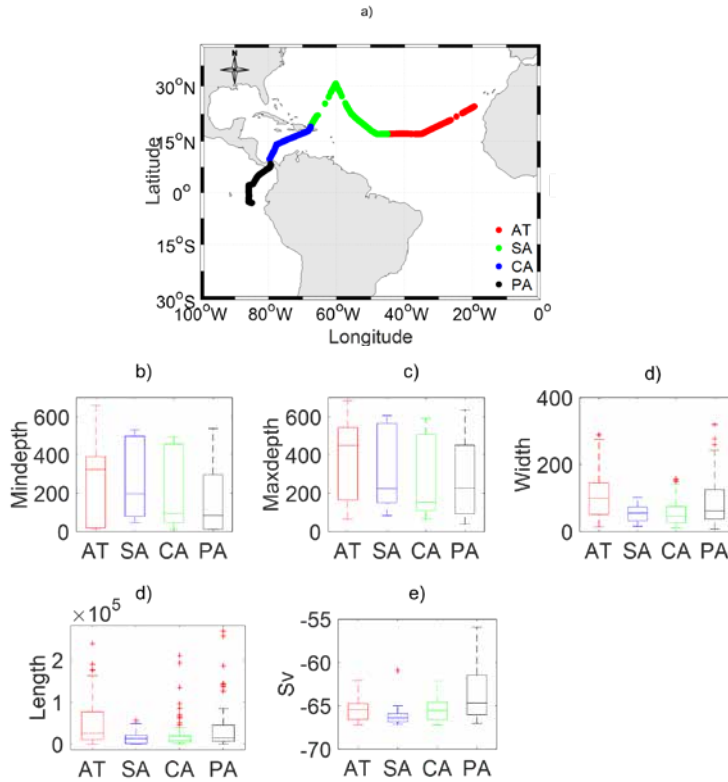 a)
N
30°N
15°N
0°
15°S
30°S
Latitude
100°W 80°W 60°W 40°W 20°W 0°
Longitude
AT
SA
CA
PA
b)
600
400
200
0
Mindepth
AT SA CA PA
c)
600
400
200
0
Maxdepth
AT SA CA PA
d)
400
200
0
Width
AT SA CA PA
d)
×10⁵
2
1
0
Length
AT SA CA PA
e)
-55
-60
-65
-70
Sv
AT SA CA PA